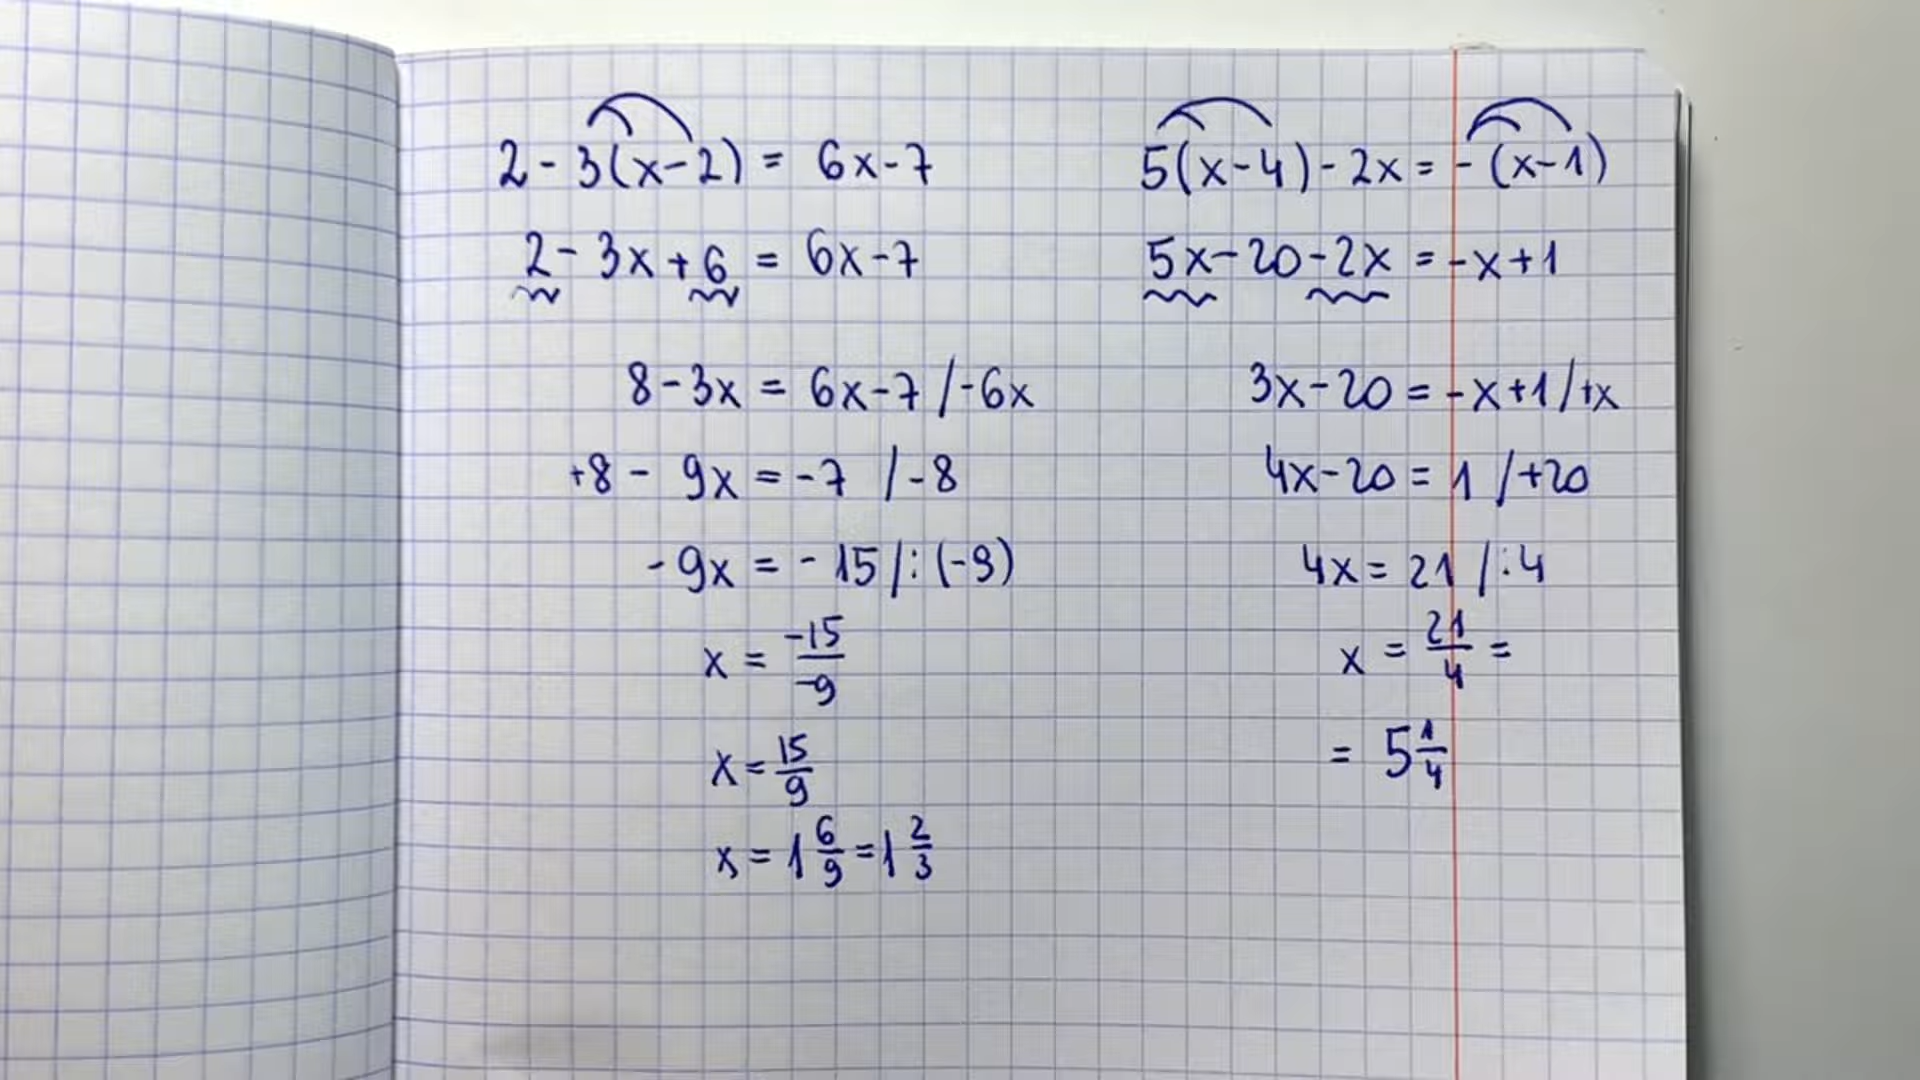 2 - 3(x-2) = 6x-7
2 - 3x + 6 = 6x-7
8 - 3x = 6x-7 /-6x
+8 - 9x = -7 /-8
-9x = -15 /: (-9)
x = -15/-9
x = 15/9
x = 1 6/9 = 1 2/3
5(x-4) - 2x = -(x-1)
5x - 20 - 2x = -x+1
3x - 20 = -x+1 /+x
4x - 20 = 1 /+20
4x = 21 /:4
x = 21/4 =
= 5 1/4